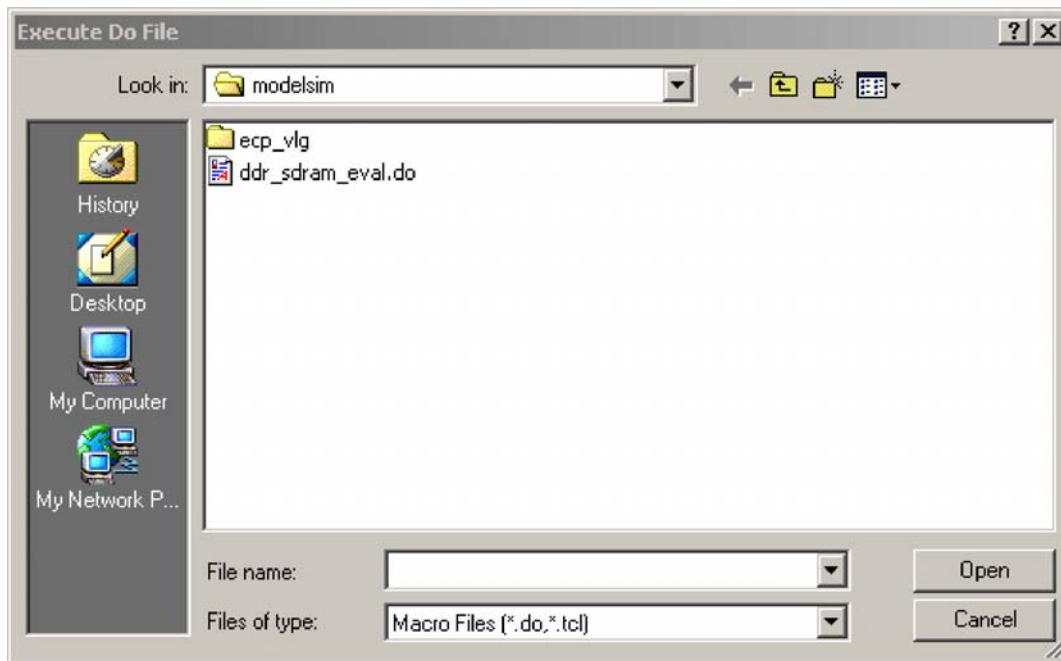 Execute Do File
Look in: modelsim
ecp_vlg
ddr_sdram_eval.do
History
Desktop
My Computer
My Network P...
File name:
Open
Files of type: Macro Files (*.do,*.tcl)
Cancel